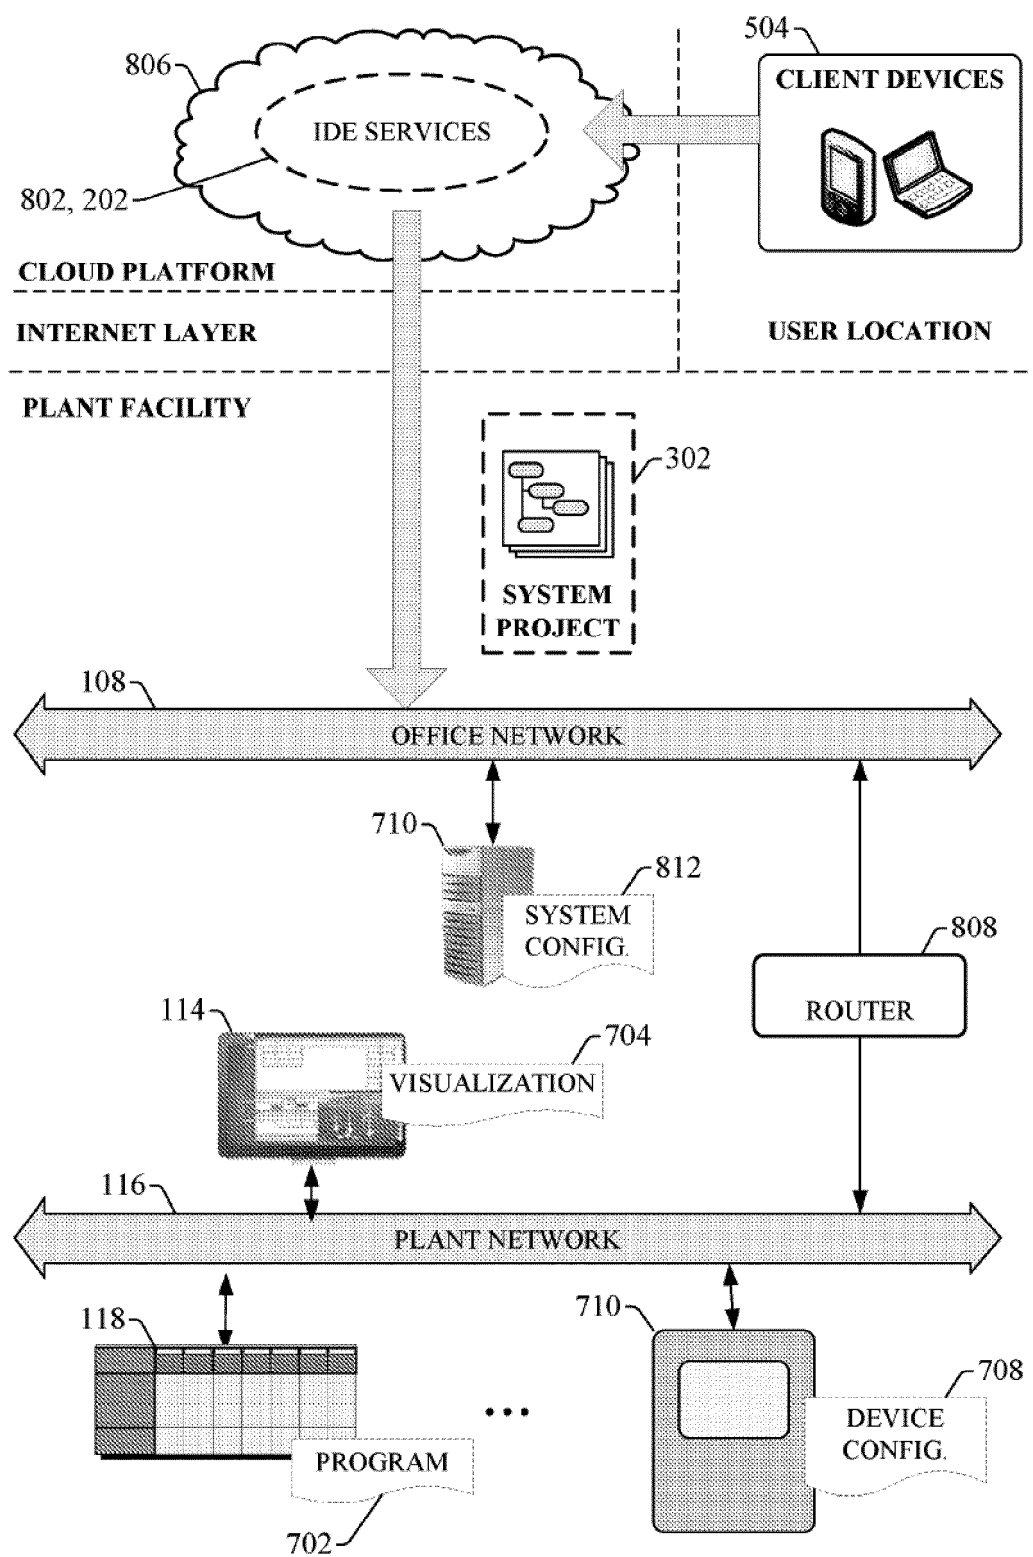 504
806
CLIENT DEVICES
IDE SERVICES
802, 202
CLOUD PLATFORM
INTERNET LAYER
USER LOCATION
PLANT FACILITY
302
SYSTEM
PROJECT
108
OFFICE NETWORK
710
812
SYSTEM
CONFIG.
808
ROUTER
114
704
VISUALIZATION
116
PLANT NETWORK
118
710
708
DEVICE
CONFIG.
PROGRAM
702